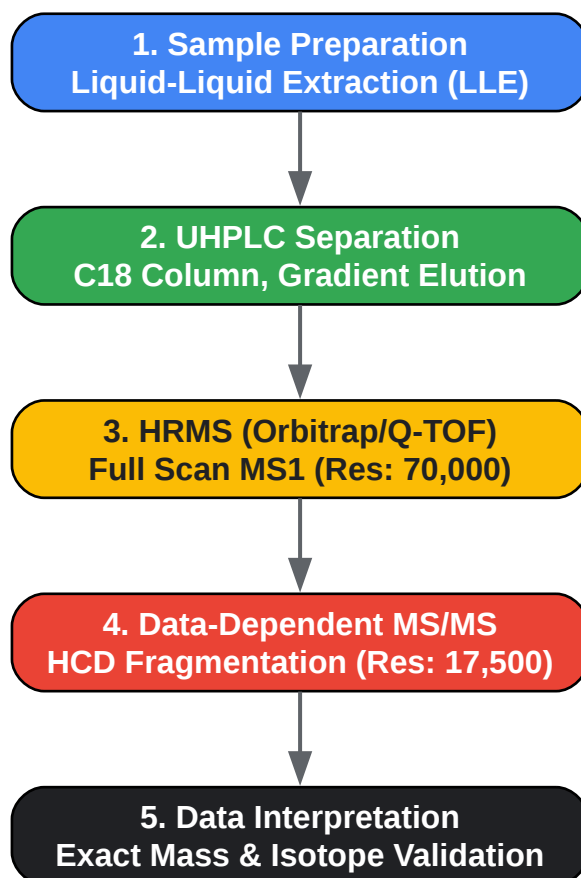 1. Sample Preparation
Liquid-Liquid Extraction (LLE)
2. UHPLC Separation
C18 Column, Gradient Elution
3. HRMS (Orbitrap/Q-TOF)
Full Scan MS1 (Res: 70,000)
4. Data-Dependent MS/MS
HCD Fragmentation (Res: 17,500)
5. Data Interpretation
Exact Mass & Isotope Validation